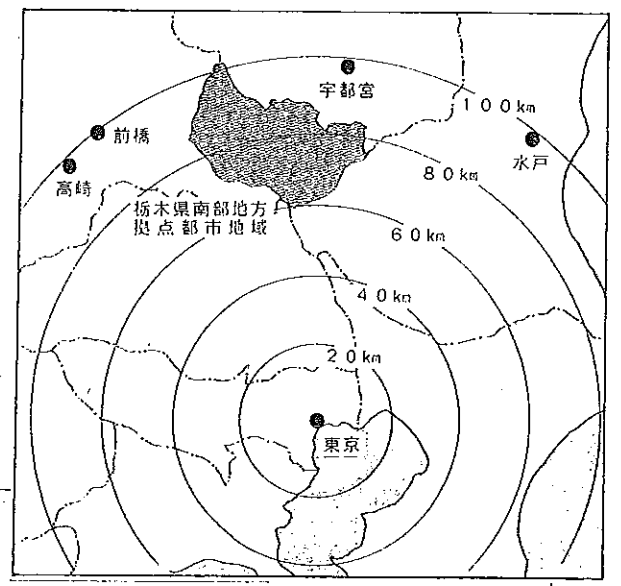 宇都宮
100km
前橋
水戸
高崎
80km
栃木県南部地方
拠点都市地域
60km
40km
20km
東京